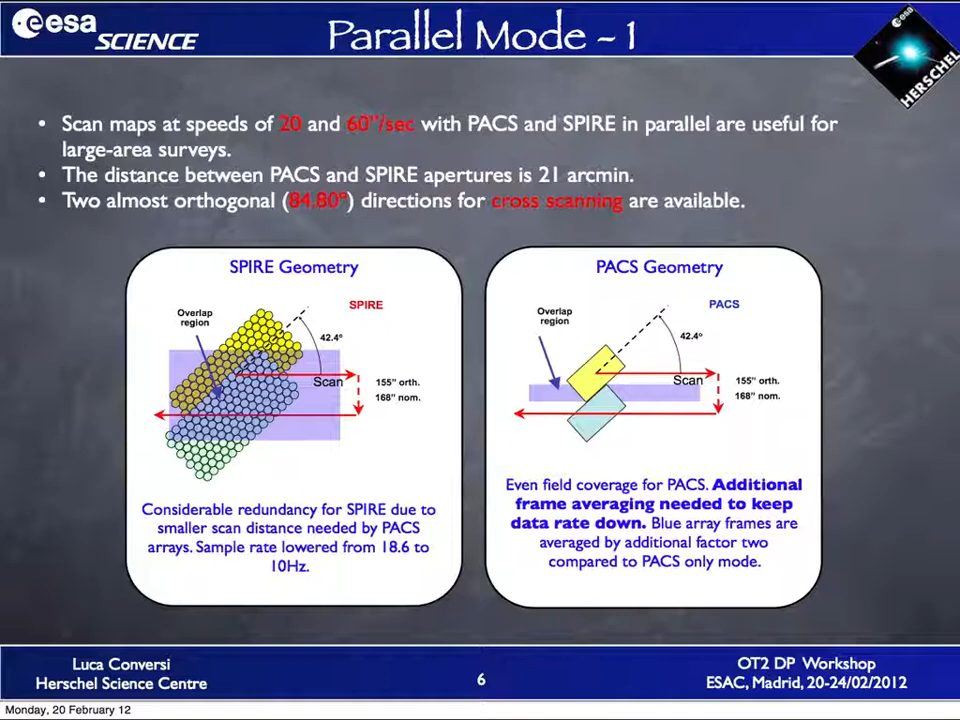 esa
SCIENCE
Parallel Mode - 1
esa
HERSCHEL
• Scan maps at speeds of 20 and 60"/sec with PACS and SPIRE in parallel are useful for
large-area surveys.
• The distance between PACS and SPIRE apertures is 21 arcmin.
• Two almost orthogonal (84.80°) directions for cross scanning are available.
SPIRE Geometry
SPIRE
Overlap
region
42.4°
Scan
155" orth.
168" nom.
Considerable redundancy for SPIRE due to
smaller scan distance needed by PACS
arrays. Sample rate lowered from 18.6 to
10Hz.
PACS Geometry
PACS
Overlap
region
42.4°
Scan
155" orth.
168" nom.
Even field coverage for PACS. Additional
frame averaging needed to keep
data rate down. Blue array frames are
averaged by additional factor two
compared to PACS only mode.
Luca Conversi
Herschel Science Centre
6
OT2 DP Workshop
ESAC, Madrid, 20-24/02/2012
Monday, 20 February 12